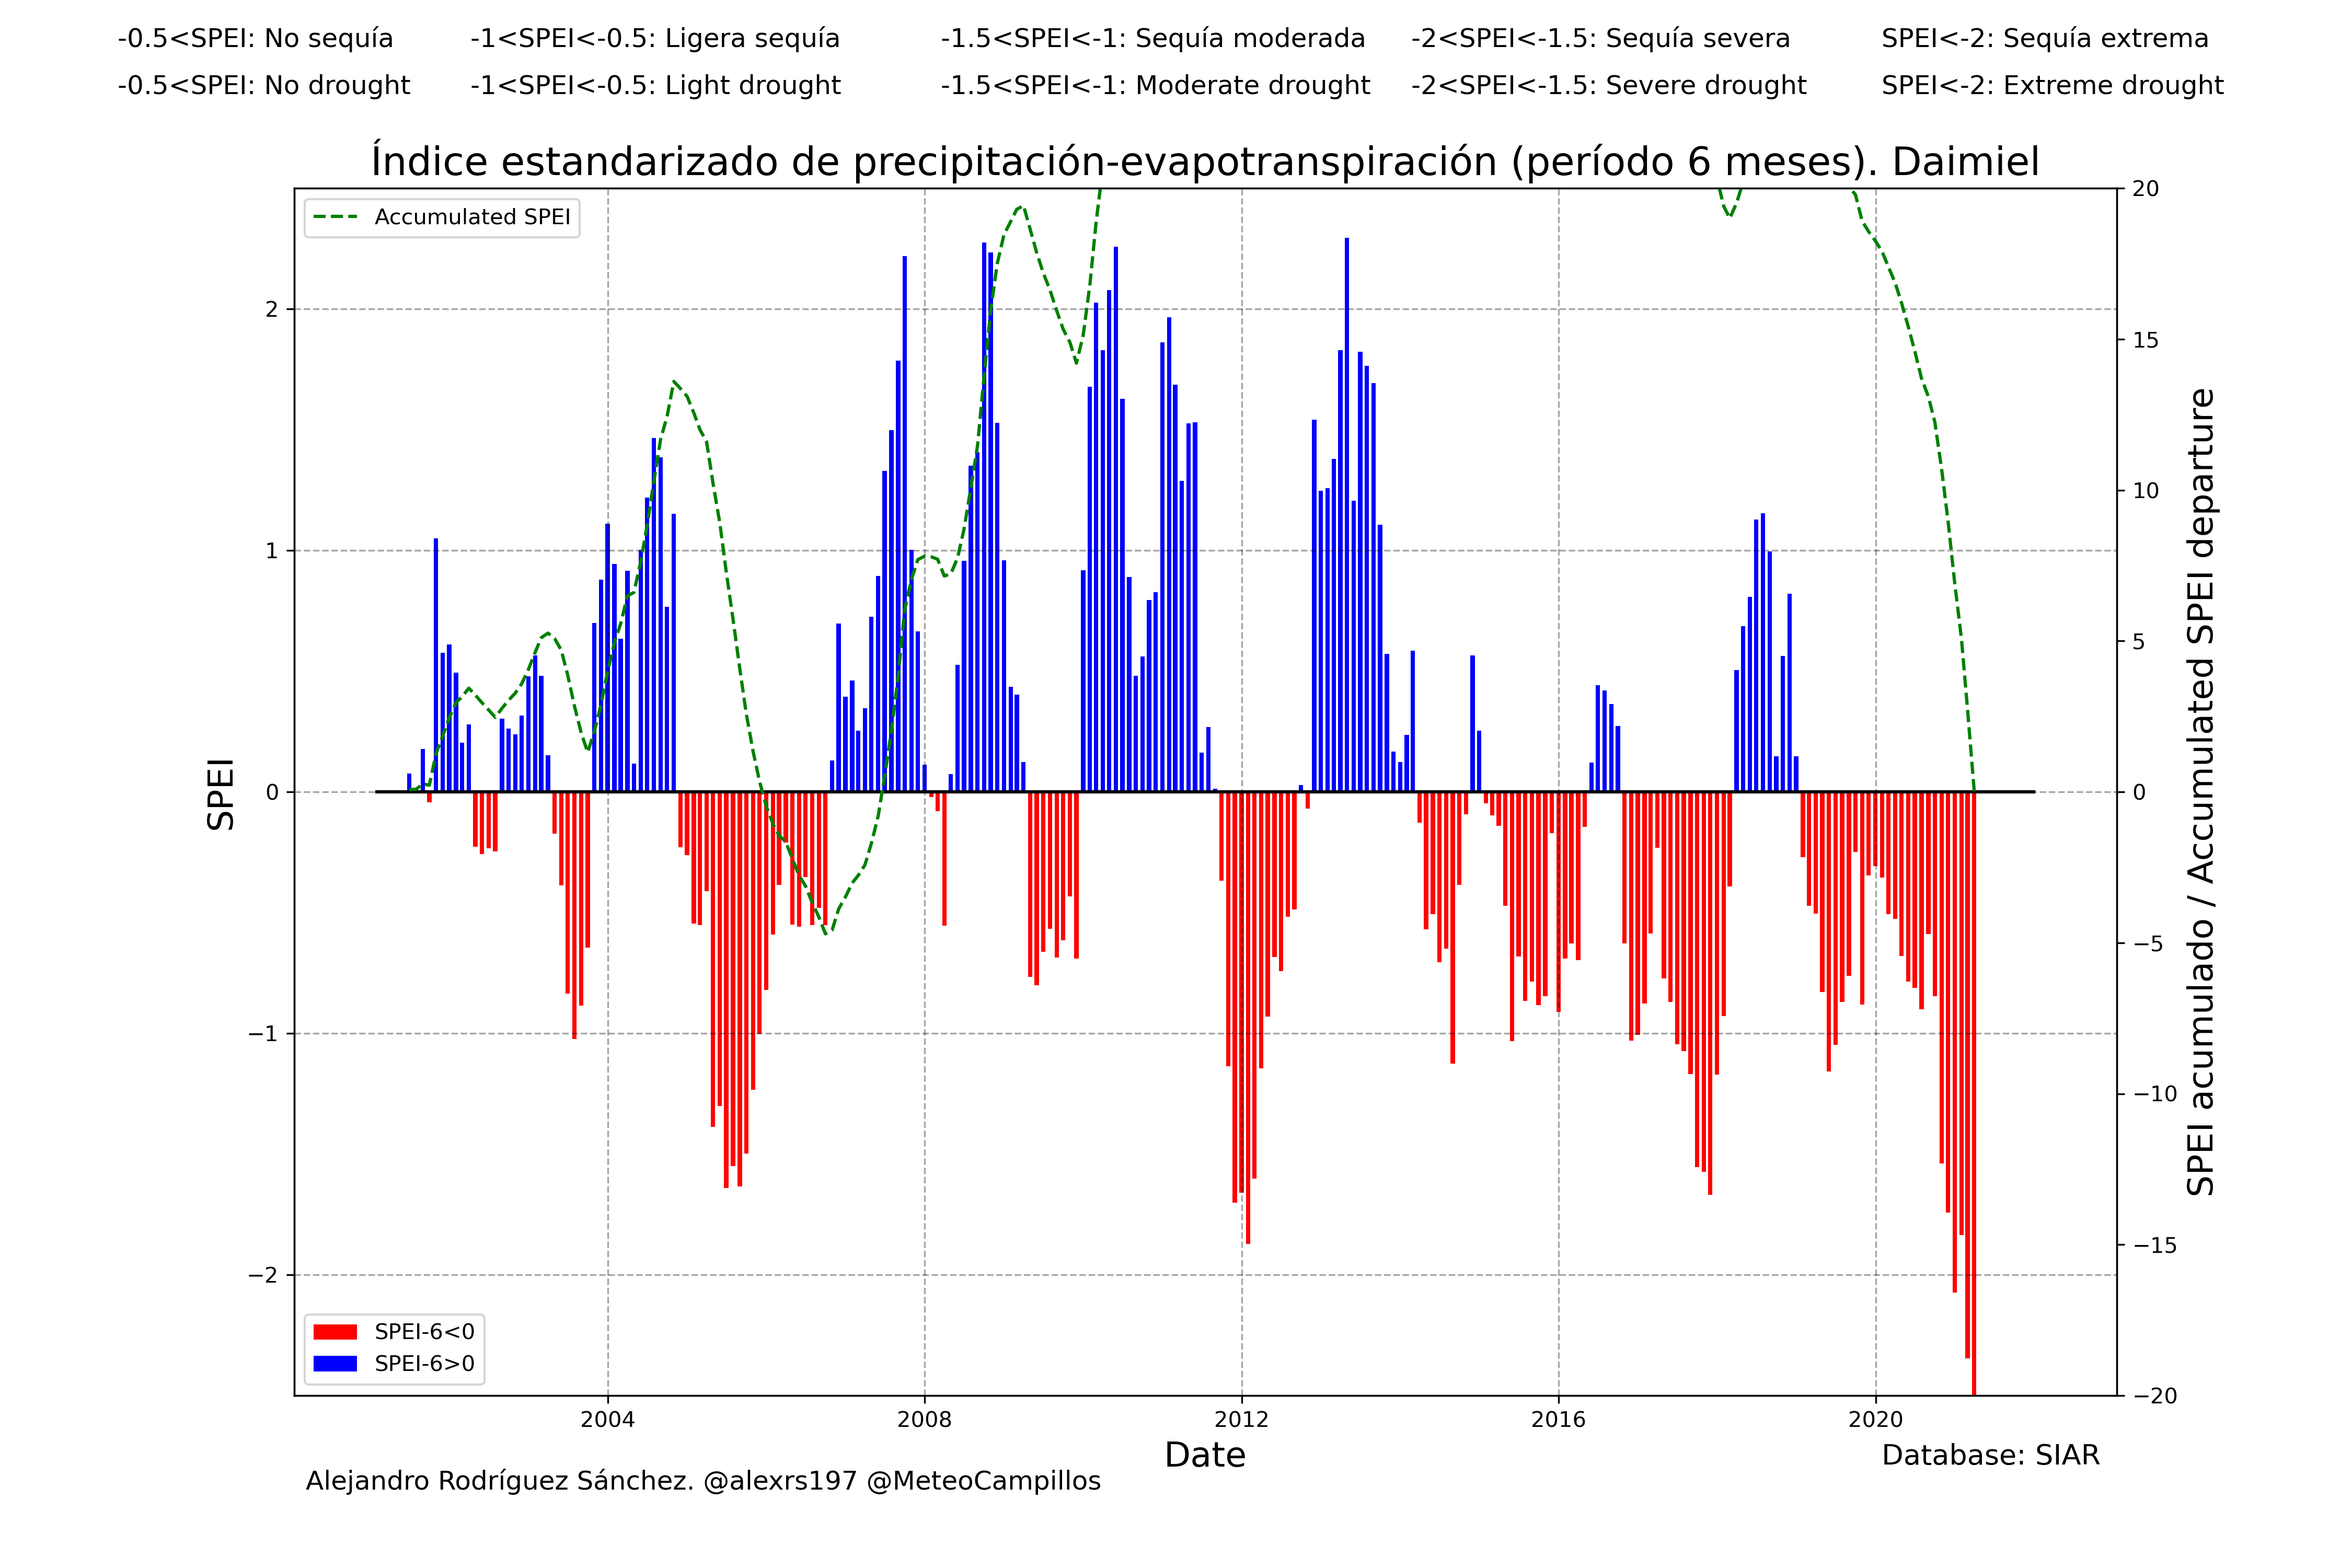 -0.5<SPEI: No sequía
-1<SPEI<-0.5: Ligera sequía
-1.5<SPEI<-1: Sequía moderada
-2<SPEI<-1.5: Sequía severa
SPEI<-2: Sequía extrema
-0.5<SPEI: No drought
-1<SPEI<-0.5: Light drought
-1.5<SPEI<-1: Moderate drought
-2<SPEI<-1.5: Severe drought
SPEI<-2: Extreme drought
Índice estandarizado de precipitación-evapotranspiración (período 6 meses). Daimiel
Accumulated SPEI
SPEI
2
1
0
−1
−2
20
15
10
5
0
−5
−10
−15
−20
SPEI acumulado / Accumulated SPEI departure
SPEI-6<0
SPEI-6>0
2004
2008
2012
2016
2020
Date
Database: SIAR
Alejandro Rodríguez Sánchez. @alexrs197 @MeteoCampillos